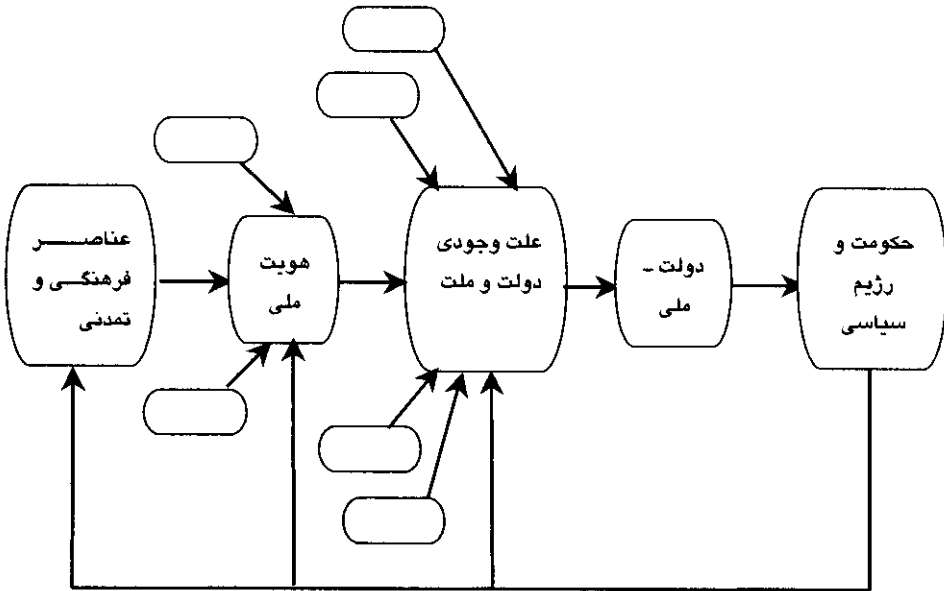 عناصر
فرهنگی و
تمدنی
هویت
ملی
علت وجودی
دولت و ملت
دولت -
ملی
حکومت و
رژیم
سیاسی